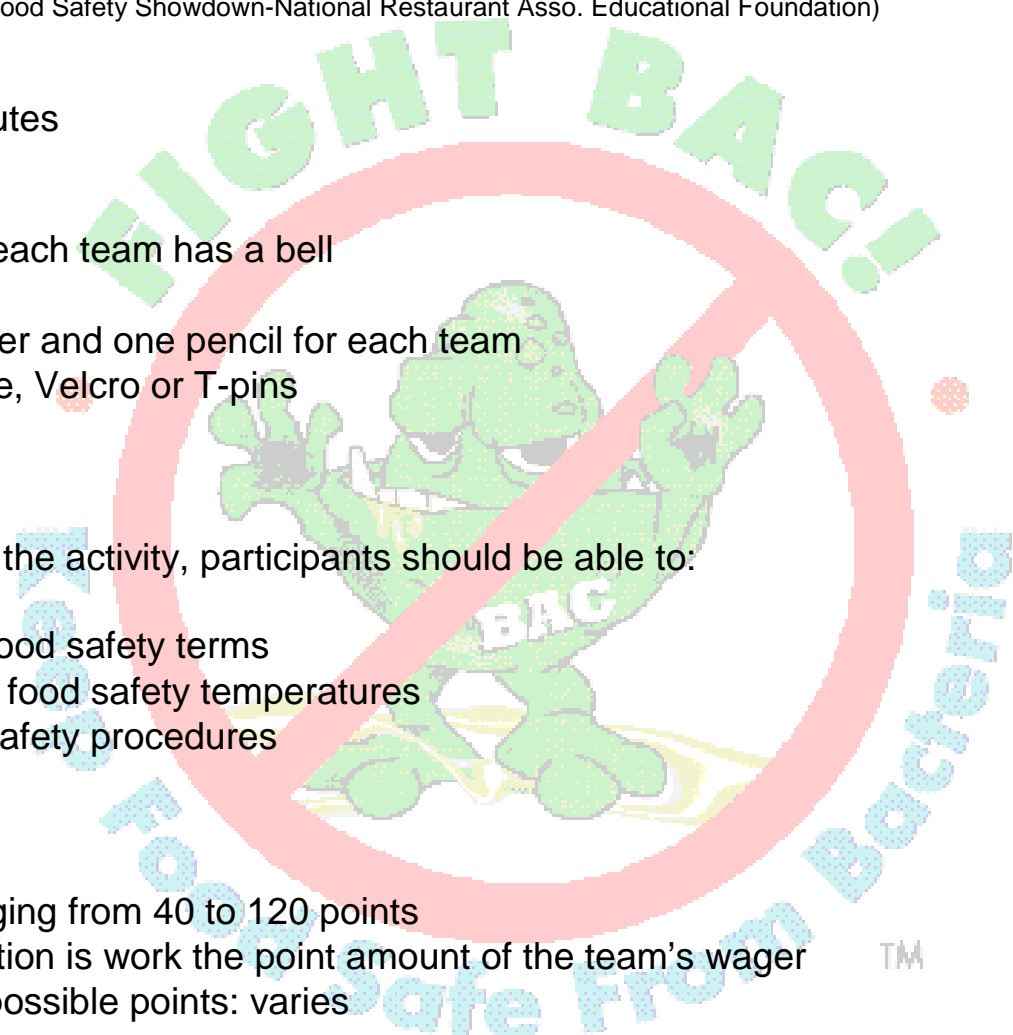 ood Safety Showdown-National Restaurant Asso. Educational Foundation)
FIGHT BAC!
utes
each team has a bell
er and one pencil for each team
e, Velcro or T-pins
the activity, participants should be able to:
BAC
ood safety terms
food safety temperatures
afety procedures
ging from 40 to 120 points
tion is work the point amount of the team's wager
possible points: varies
Keep Food Safe From Bacteria
TM